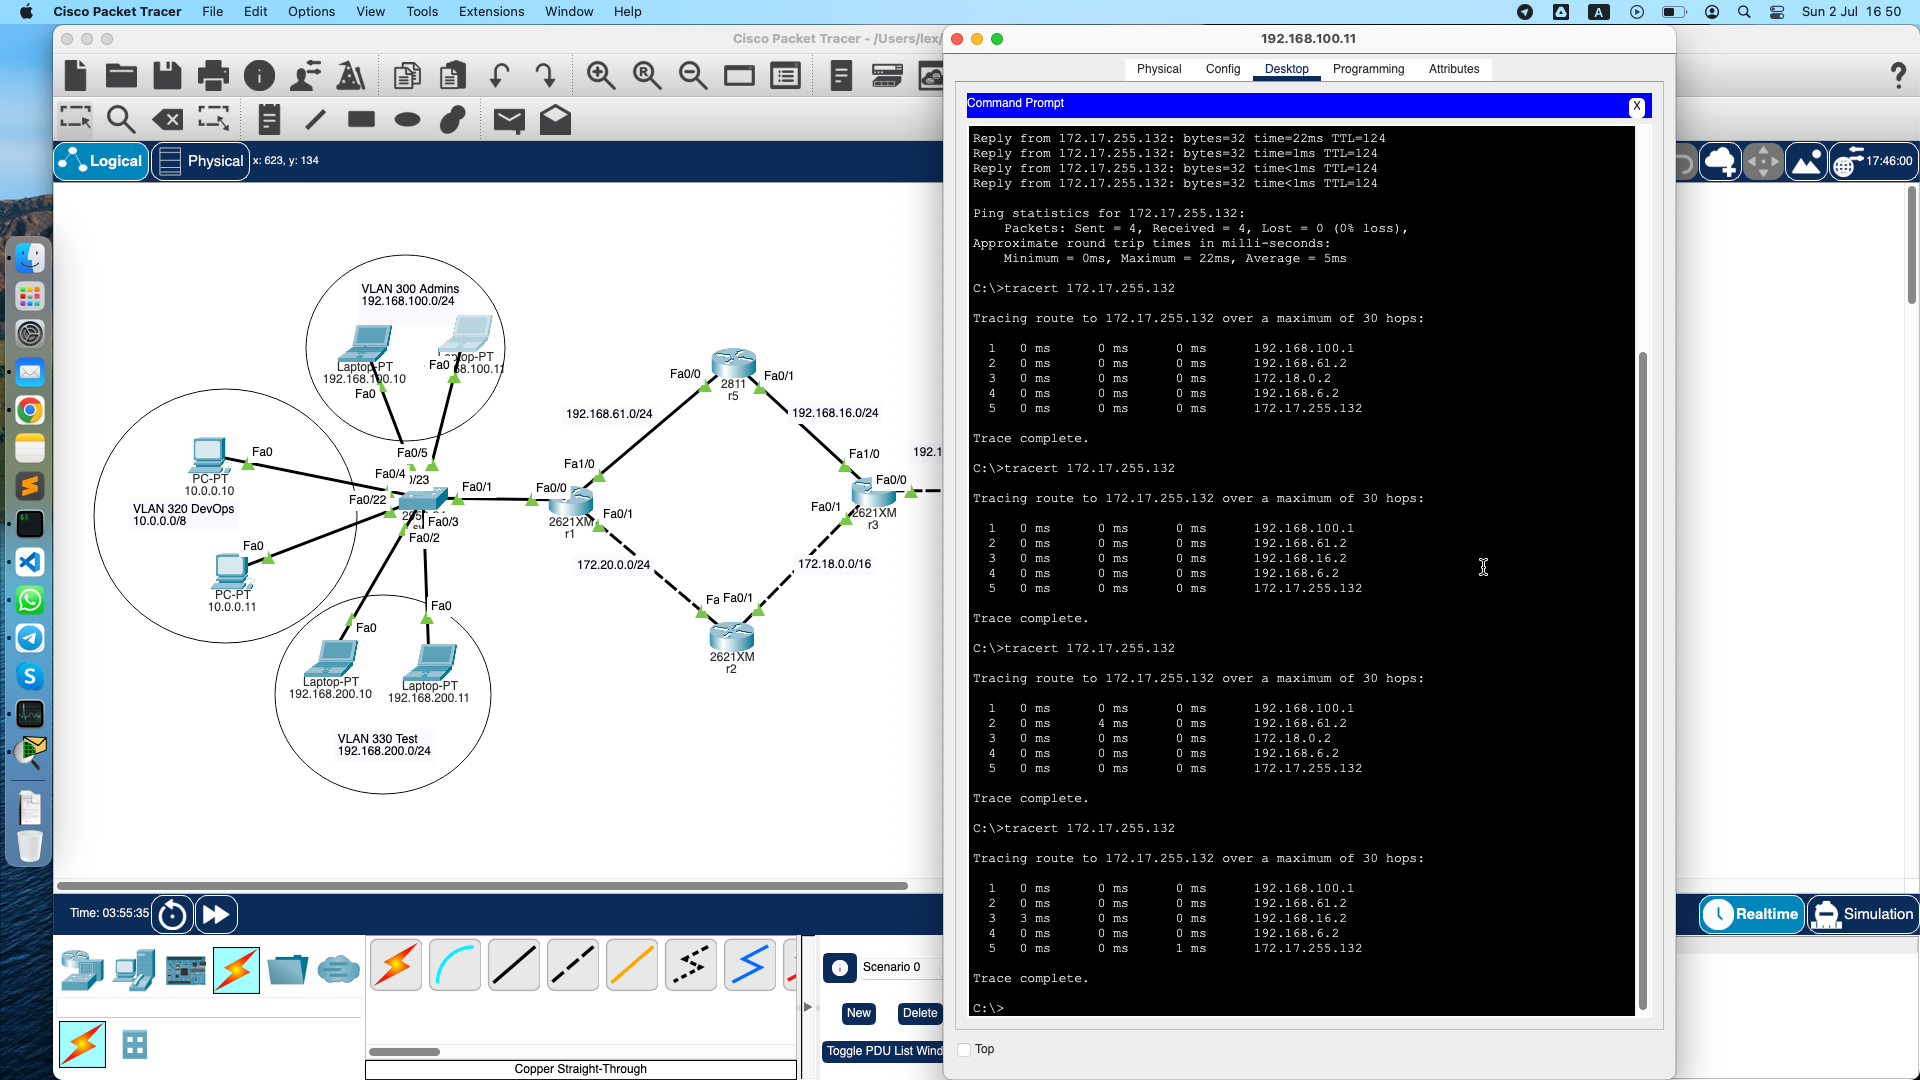 Cisco Packet Tracer File Edit Options View Tools Extensions Window Help
A
Sun 2 Jul 16 50
Cisco Packet Tracer - /Users/lex/
192.168.100.11
Physical Config Desktop Programming Attributes
Command Prompt
X
Logical
Physical
x: 623, y: 134
17:46:00
Reply from 172.17.255.132: bytes=32 time=22ms TTL=124
Reply from 172.17.255.132: bytes=32 time=1ms TTL=124
Reply from 172.17.255.132: bytes=32 time<1ms TTL=124
Reply from 172.17.255.132: bytes=32 time<1ms TTL=124
Ping statistics for 172.17.255.132:
Packets: Sent = 4, Received = 4, Lost = 0 (0% loss),
Approximate round trip times in milli-seconds:
Minimum = 0ms, Maximum = 22ms, Average = 5ms
C:\>tracert 172.17.255.132
Tracing route to 172.17.255.132 over a maximum of 30 hops:
1 0 ms 0 ms 0 ms 192.168.100.1
2 0 ms 0 ms 0 ms 192.168.61.2
3 0 ms 0 ms 0 ms 172.18.0.2
4 0 ms 0 ms 0 ms 192.168.6.2
5 0 ms 0 ms 0 ms 172.17.255.132
Trace complete.
C:\>tracert 172.17.255.132
Tracing route to 172.17.255.132 over a maximum of 30 hops:
1 0 ms 0 ms 0 ms 192.168.100.1
2 0 ms 0 ms 0 ms 192.168.61.2
3 0 ms 0 ms 0 ms 192.168.16.2
4 0 ms 0 ms 0 ms 192.168.6.2
5 0 ms 0 ms 0 ms 172.17.255.132
Trace complete.
C:\>tracert 172.17.255.132
Tracing route to 172.17.255.132 over a maximum of 30 hops:
1 0 ms 0 ms 0 ms 192.168.100.1
2 0 ms 4 ms 0 ms 192.168.61.2
3 0 ms 0 ms 0 ms 172.18.0.2
4 0 ms 0 ms 0 ms 192.168.6.2
5 0 ms 0 ms 0 ms 172.17.255.132
Trace complete.
C:\>tracert 172.17.255.132
Tracing route to 172.17.255.132 over a maximum of 30 hops:
1 0 ms 0 ms 0 ms 192.168.100.1
2 0 ms 0 ms 0 ms 192.168.61.2
3 3 ms 0 ms 0 ms 192.168.16.2
4 0 ms 0 ms 0 ms 192.168.6.2
5 0 ms 0 ms 1 ms 172.17.255.132
Trace complete.
C:\>
Top
VLAN 300 Admins
192.168.100.0/24
Laptop-PT
192.168.100.10
Fa0
top-PT
68.100.11
Fa0
PC-PT
10.0.0.10
Fa0
VLAN 320 DevOps
10.0.0.0/8
PC-PT
10.0.0.11
Fa0
Fa0/5
Fa0/4
/23
Fa0/22
Fa0/1
Fa0/3
Fa0/2
Fa0
Fa0
Laptop-PT
192.168.200.10
Laptop-PT
192.168.200.11
VLAN 330 Test
192.168.200.0/24
Fa0/0
Fa1/0
Fa0/1
2621XM
r1
192.168.61.0/24
Fa0/0
Fa0/1
2811
r5
192.168.16.0/24
Fa1/0
Fa0/0
Fa0/1
2621XM
r3
192.1
172.20.0.0/24
172.18.0.0/16
Fa
Fa0/1
2621XM
r2
Time: 03:55:35
Realtime
Simulation
Scenario 0
New
Delete
Toggle PDU List Wind
Copper Straight-Through